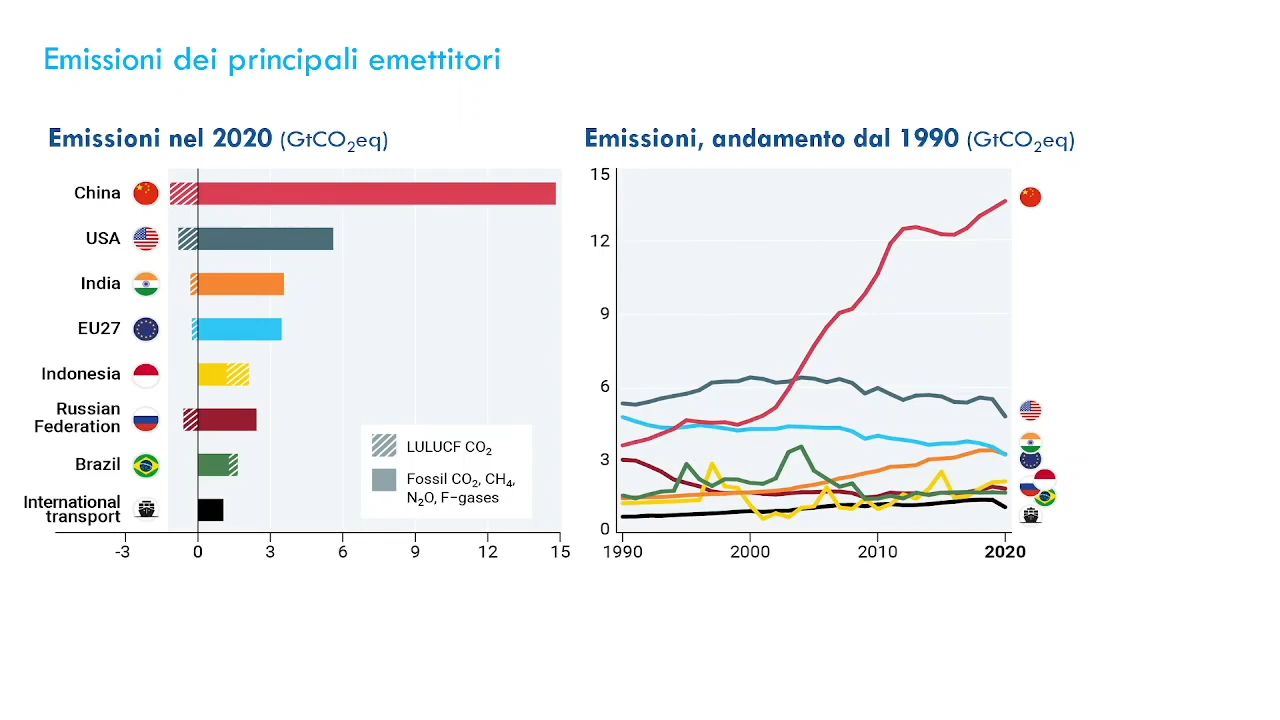 Emissioni dei principali emettitori
Emissioni nel 2020 (GtCO₂eq)
China
USA
India
EU27
Indonesia
Russian
Federation
Brazil
International
transport
LULUCF CO₂
Fossil CO₂, CH₄,
N₂O, F-gases
-3 0 3 6 9 12 15
Emissioni, andamento dal 1990 (GtCO₂eq)
15
12
9
6
3
0
1990 2000 2010 2020